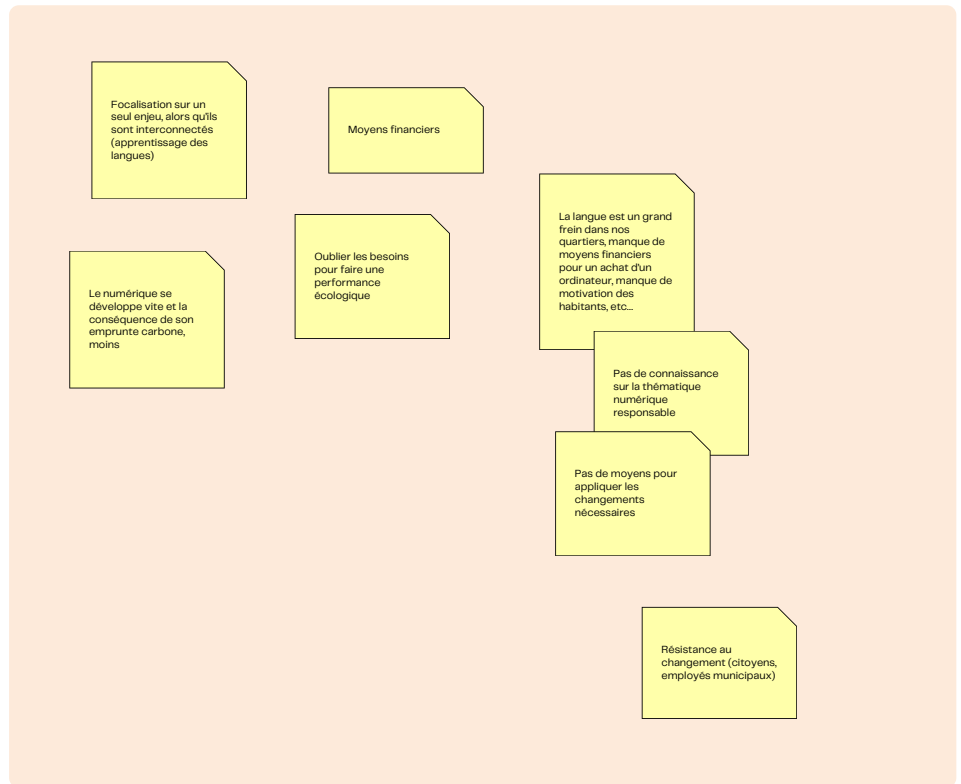 Focalisation sur un
seul enjeu, alors qu'ils
sont interconnectés
(apprentissage des
langues)
Moyens financiers
La langue est un grand
frein dans nos
quartiers, manque de
moyens financiers
pour un achat d'un
ordinateur, manque de
motivation des
habitants, etc...
Oublier les besoins
pour faire une
performance
écologique
Le numérique se
développe vite et la
conséquence de son
emprunte carbone,
moins
Pas de connaissance
sur la thématique
numérique
responsable
Pas de moyens pour
appliquer les
changements
nécessaires
Résistance au
changement (citoyens,
employés municipaux)